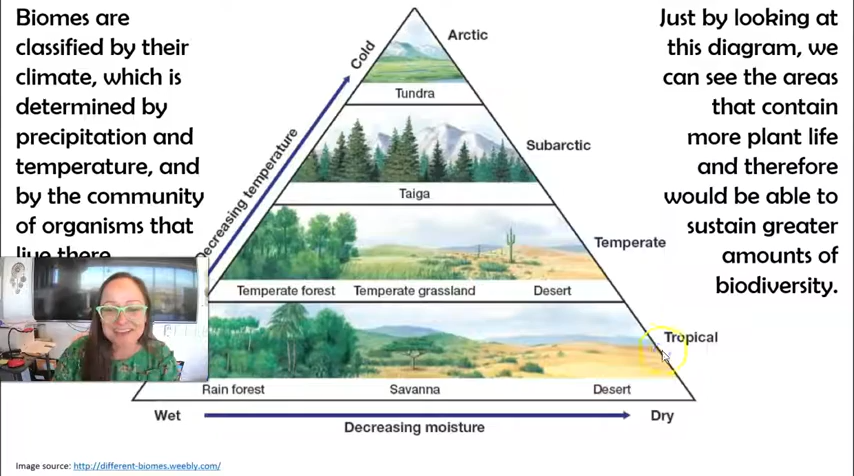 Biomes are
classified by their
climate, which is
determined by
precipitation and
temperature, and
by the community
of organisms that
live there
Just by looking at
this diagram, we
can see the areas
that contain
more plant life
and therefore
would be able to
sustain greater
amounts of
biodiversity.
Cold
Decreasing temperature
Arctic
Tundra
Subarctic
Taiga
Temperate
Temperate forest
Temperate grassland
Desert
Tropical
Rain forest
Savanna
Desert
Wet
Dry
Decreasing moisture
Image source: http://different-biomes.weebly.com/